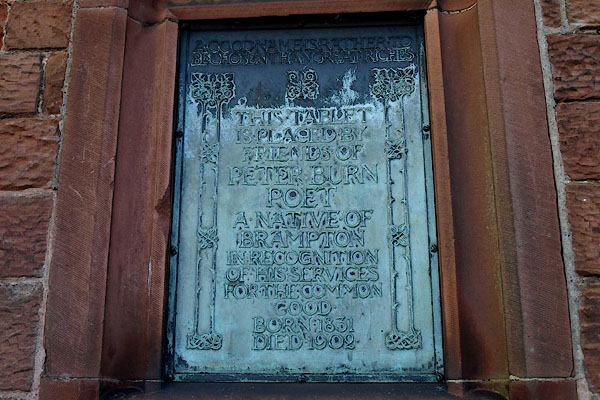 A GOOD NAME IS RATHER TO
BE CHOSEN THAN GREAT RICHES
THIS TABLET
IS PLACED BY
FRIENDS OF
PETER BURN
POET
A NATIVE OF
BRAMPTON
IN RECOGNITION
OF HIS SERVICES
FOR THE COMMON
GOOD
BORN 1831
DIED 1902